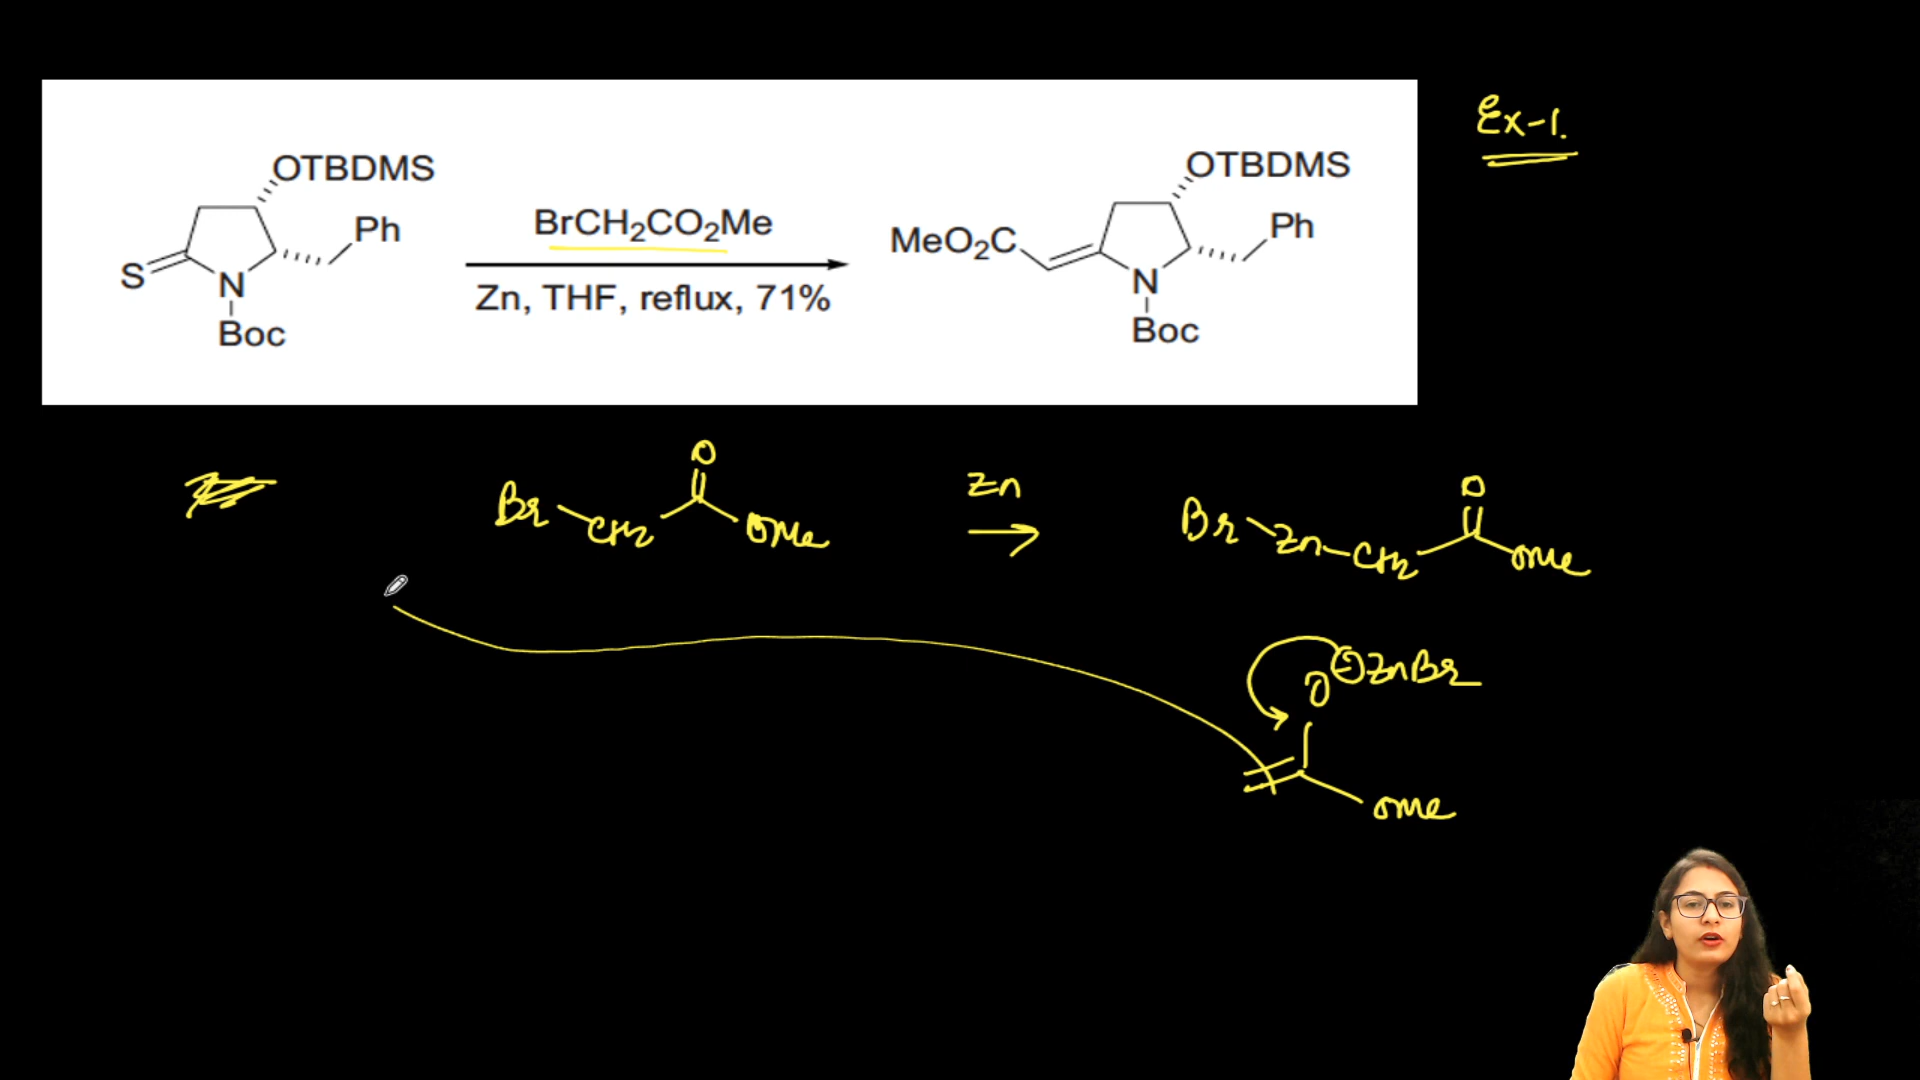 Ex-1.
OTBDMS
Ph
S
N
Boc
BrCH₂CO₂Me
Zn, THF, reflux, 71%
OTBDMS
MeO₂C
Ph
N
Boc
Br CH₂ O OMe
Zn
Br Zn CH₂ O OMe
O ⊖ ZnBr
OMe